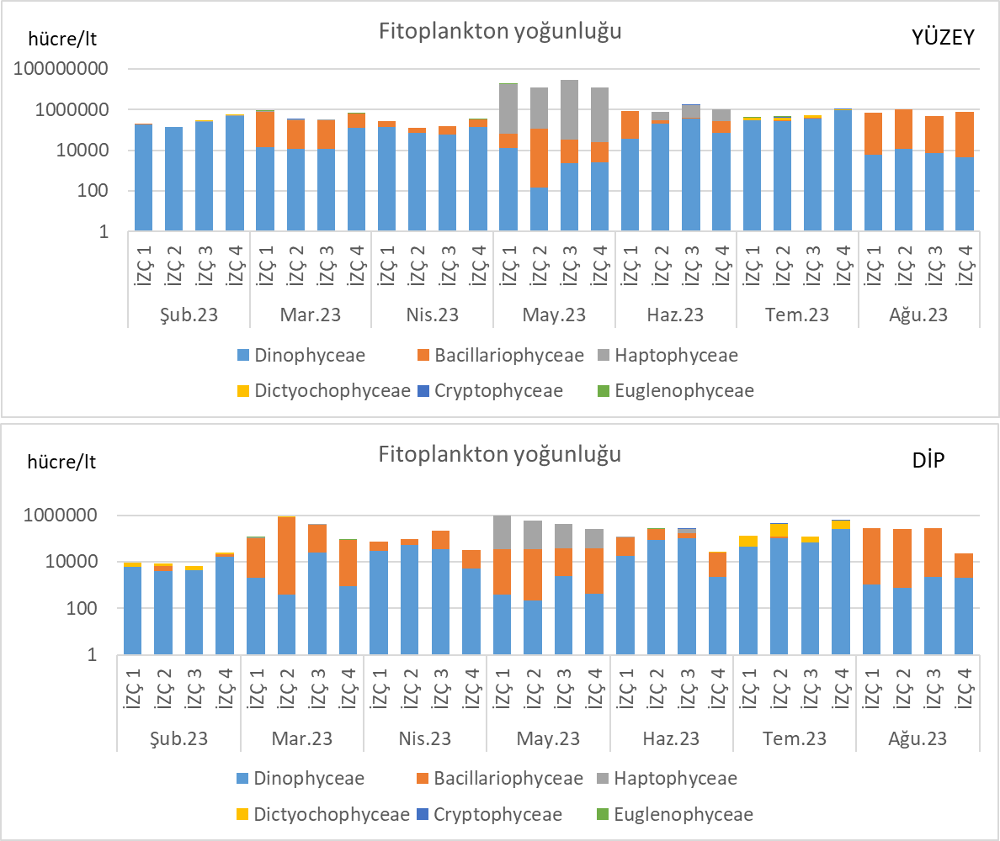 Fitoplankton yoğunluğu
hücre/lt
YÜZEY
100000000
1000000
10000
100
1
İZÇ 1 İZÇ 2 İZÇ 3 İZÇ 4 İZÇ 1 İZÇ 2 İZÇ 3 İZÇ 4 İZÇ 1 İZÇ 2 İZÇ 3 İZÇ 4 İZÇ 1 İZÇ 2 İZÇ 3 İZÇ 4 İZÇ 1 İZÇ 2 İZÇ 3 İZÇ 4 İZÇ 1 İZÇ 2 İZÇ 3 İZÇ 4 İZÇ 1 İZÇ 2 İZÇ 3 İZÇ 4
Şub.23 Mar.23 Nis.23 May.23 Haz.23 Tem.23 Ağu.23
Dinophyceae Bacillariophyceae Haptophyceae
Dictyochophyceae Cryptophyceae Euglenophyceae
Fitoplankton yoğunluğu
hücre/lt
DİP
1000000
10000
100
1
İZÇ 1 İZÇ 2 İZÇ 3 İZÇ 4 İZÇ 1 İZÇ 2 İZÇ 3 İZÇ 4 İZÇ 1 İZÇ 2 İZÇ 3 İZÇ 4 İZÇ 1 İZÇ 2 İZÇ 3 İZÇ 4 İZÇ 1 İZÇ 2 İZÇ 3 İZÇ 4 İZÇ 1 İZÇ 2 İZÇ 3 İZÇ 4 İZÇ 1 İZÇ 2 İZÇ 3 İZÇ 4
Şub.23 Mar.23 Nis.23 May.23 Haz.23 Tem.23 Ağu.23
Dinophyceae Bacillariophyceae Haptophyceae
Dictyochophyceae Cryptophyceae Euglenophyceae